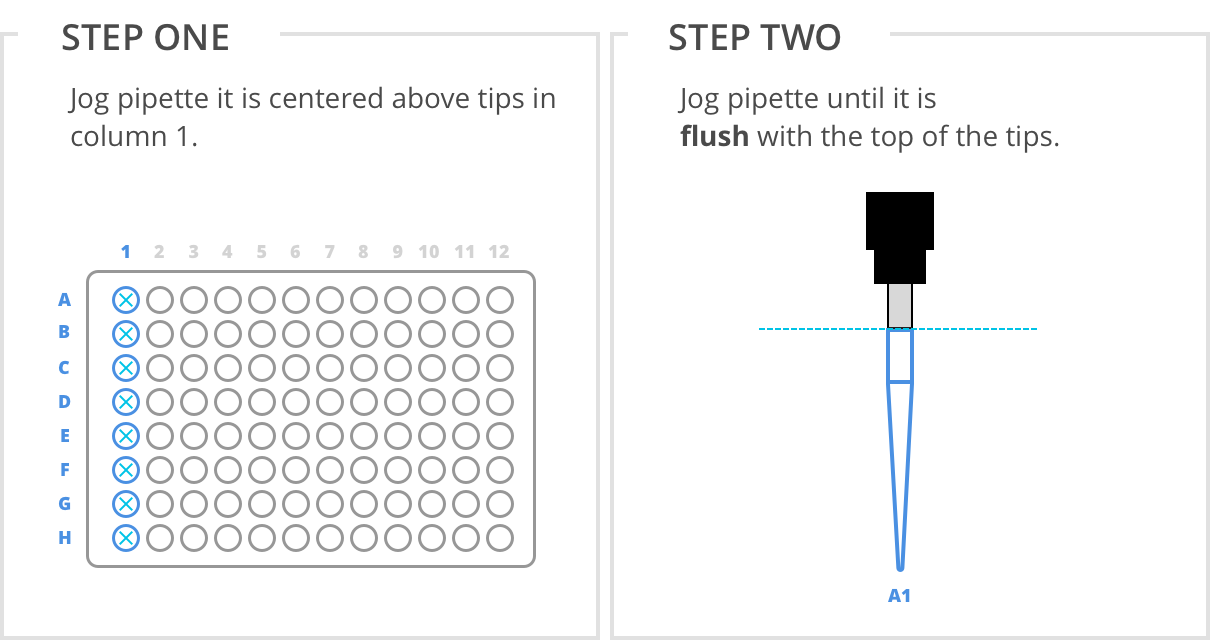 STEP ONE
Jog pipette it is centered above tips in
column 1.
1 2 3 4 5 6 7 8 9 10 11 12
A
B
C
D
E
F
G
H
STEP TWO
Jog pipette until it is
flush with the top of the tips.
A1